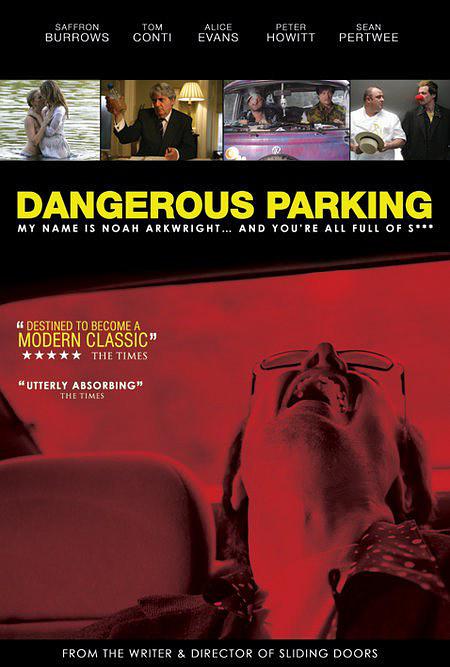 SAFFRON BURROWS
TOM CONTI
ALICE EVANS
PETER HOWITT
SEAN PERTWEE
DANGEROUS PARKING
MY NAME IS NOAH ARKWRIGHT... AND YOU'RE ALL FULL OF S***
"DESTINED TO BECOME A
MODERN CLASSIC"
★★★★★ THE TIMES
"UTTERLY ABSORBING"
THE TIMES
FROM THE WRITER & DIRECTOR OF SLIDING DOORS